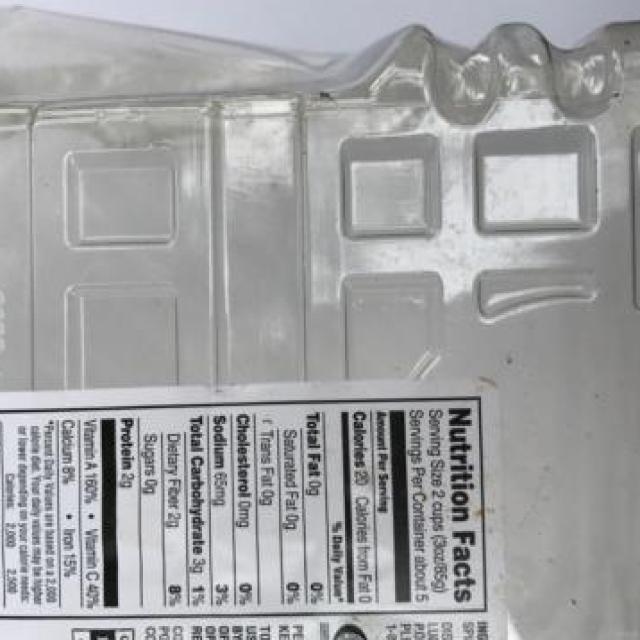 Nutrition Facts
Serving Size 2 cups (3oz/85g)
Servings Per Container about 5
Amount Per Serving
Calories 20 Calories from Fat 0
% Daily Value*
Total Fat 0g 0%
Saturated Fat 0g 0%
Trans Fat 0g
Cholesterol 0mg 0%
Sodium 65mg 3%
Total Carbohydrate 3g 1%
Dietary Fiber 2g 8%
Sugars 0g
Protein 2g
Vitamin A 160% • Vitamin C 40%
Calcium 8% • Iron 15%
*Percent Daily Values are based on a 2,000
calorie diet. Your daily values may be higher
or lower depending on your calorie needs:
Calories: 2,000 2,500